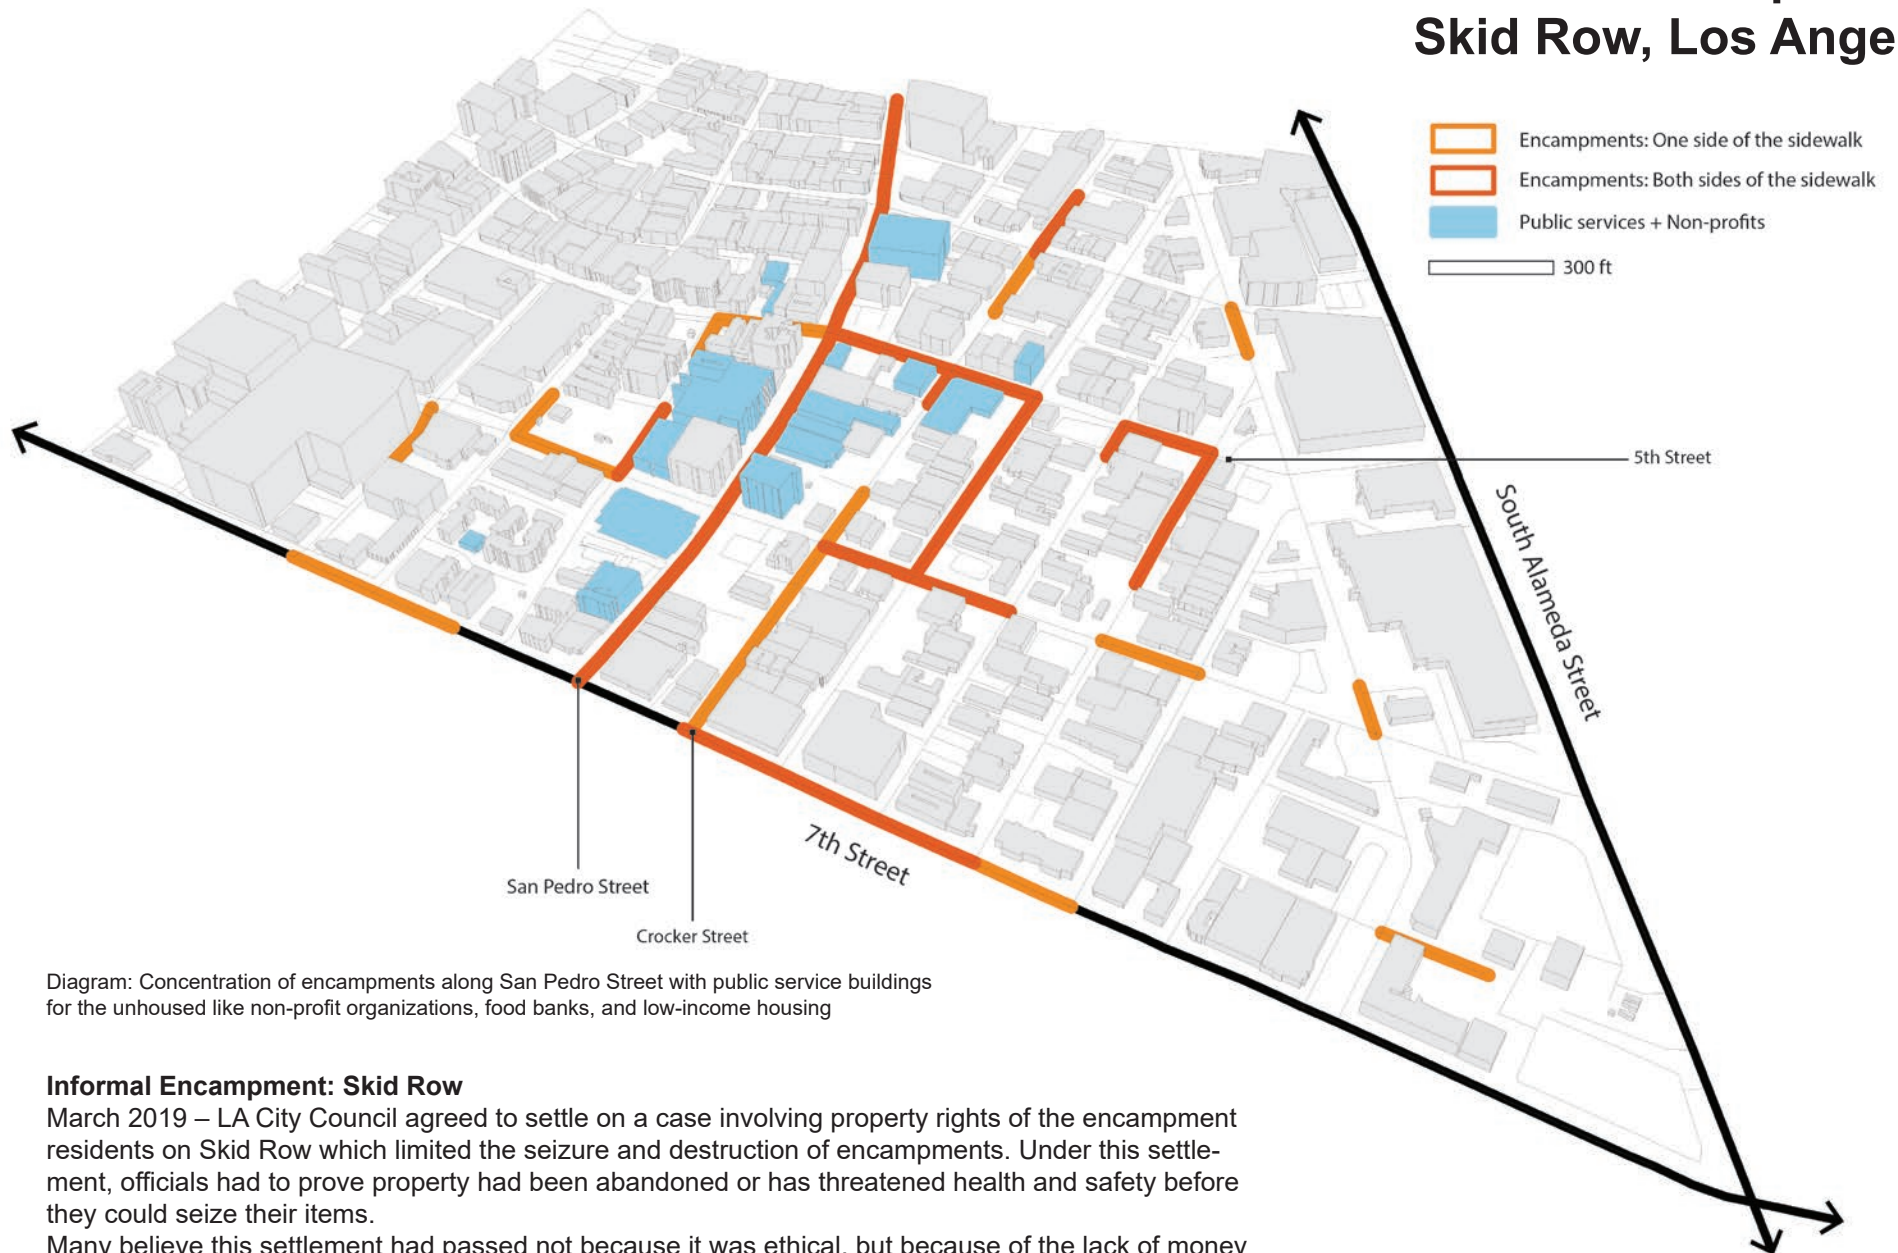 Skid Row, Los Ange
Encampments: One side of the sidewalk
Encampments: Both sides of the sidewalk
Public services + Non-profits
300 ft
5th Street
South Alameda Street
7th Street
San Pedro Street
Crocker Street
Diagram: Concentration of encampments along San Pedro Street with public service buildings
for the unhoused like non-profit organizations, food banks, and low-income housing
Informal Encampment: Skid Row
March 2019 – LA City Council agreed to settle on a case involving property rights of the encampment
residents on Skid Row which limited the seizure and destruction of encampments. Under this settle-
ment, officials had to prove property had been abandoned or has threatened health and safety before
they could seize their items.
Many believe this settlement had passed not because it was ethical, but because of the lack of money